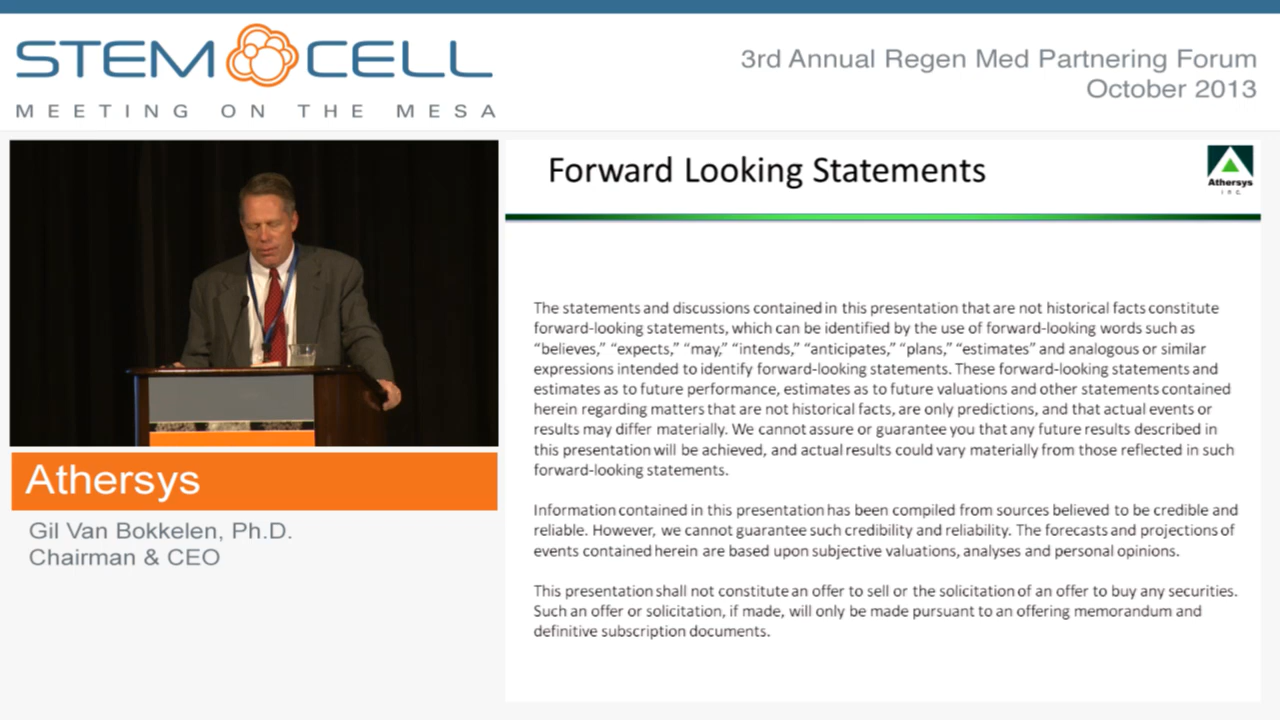 STEM CELL
MEETING ON THE MESA
3rd Annual Regen Med Partnering Forum
October 2013
Athersys
Gil Van Bokkelen, Ph.D.
Chairman & CEO
Forward Looking Statements
Athersys
inc.
The statements and discussions contained in this presentation that are not historical facts constitute
forward-looking statements, which can be identified by the use of forward-looking words such as
“believes,” “expects,” “may,” “intends,” “anticipates,” “plans,” “estimates” and analogous or similar
expressions intended to identify forward-looking statements. These forward-looking statements and
estimates as to future performance, estimates as to future valuations and other statements contained
herein regarding matters that are not historical facts, are only predictions, and that actual events or
results may differ materially. We cannot assure or guarantee you that any future results described in
this presentation will be achieved, and actual results could vary materially from those reflected in such
forward-looking statements.
Information contained in this presentation has been compiled from sources believed to be credible and
reliable. However, we cannot guarantee such credibility and reliability. The forecasts and projections of
events contained herein are based upon subjective valuations, analyses and personal opinions.
This presentation shall not constitute an offer to sell or the solicitation of an offer to buy any securities.
Such an offer or solicitation, if made, will only be made pursuant to an offering memorandum and
definitive subscription documents.